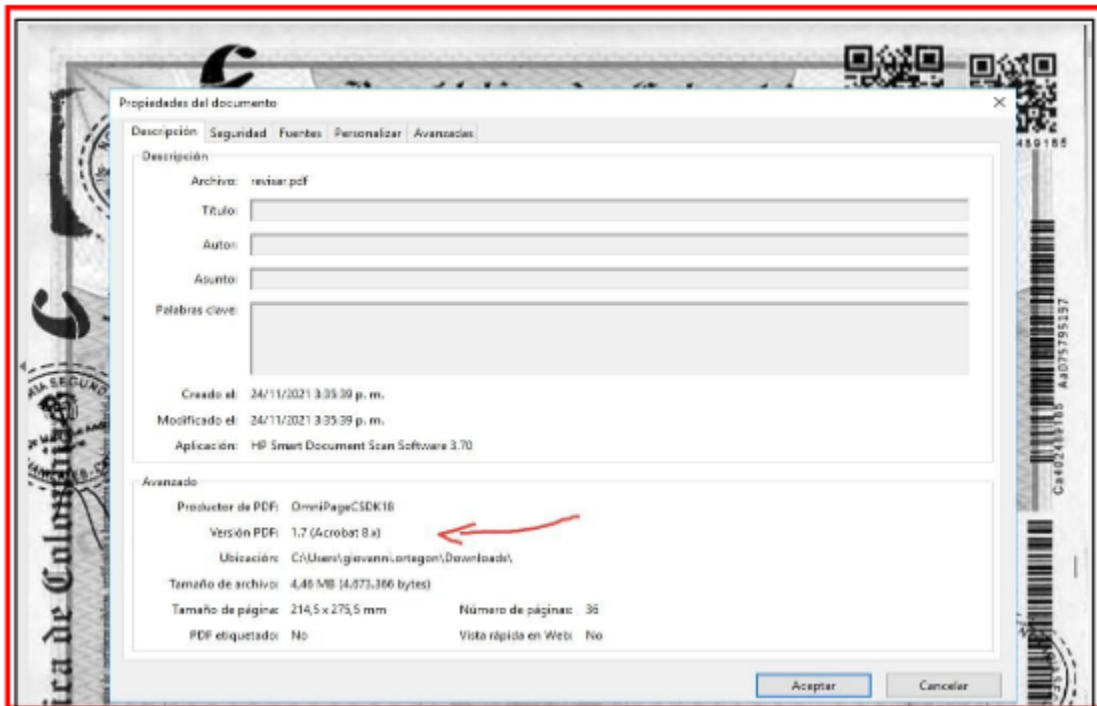 Propiedades del documento
Descripción Seguridad Fuentes Personalizar Avanzadas
Descripción
Archivo: revisar.pdf
Título:
Autor:
Asunto:
Palabras clave:
Creado el: 24/11/2021 3:35:39 p. m.
Modificado el: 24/11/2021 3:35:39 p. m.
Aplicación: HP Smart Document Scan Software 3.70
Avanzado
Productor de PDF: OmniPageCSDK18
Versión PDF: 1.7 (Acrobat 8.x)
Ubicación: C:\Users\giovanni.ortegon\Downloads\
Tamaño de archivo: 4,46 MB (4.673.366 bytes)
Tamaño de página: 214,5 x 275,5 mm Número de páginas: 36
PDF etiquetado: No Vista rápida en Web: No
Aceptar Cancelar
ica de Colombia
Ca402489185 Aa075795197